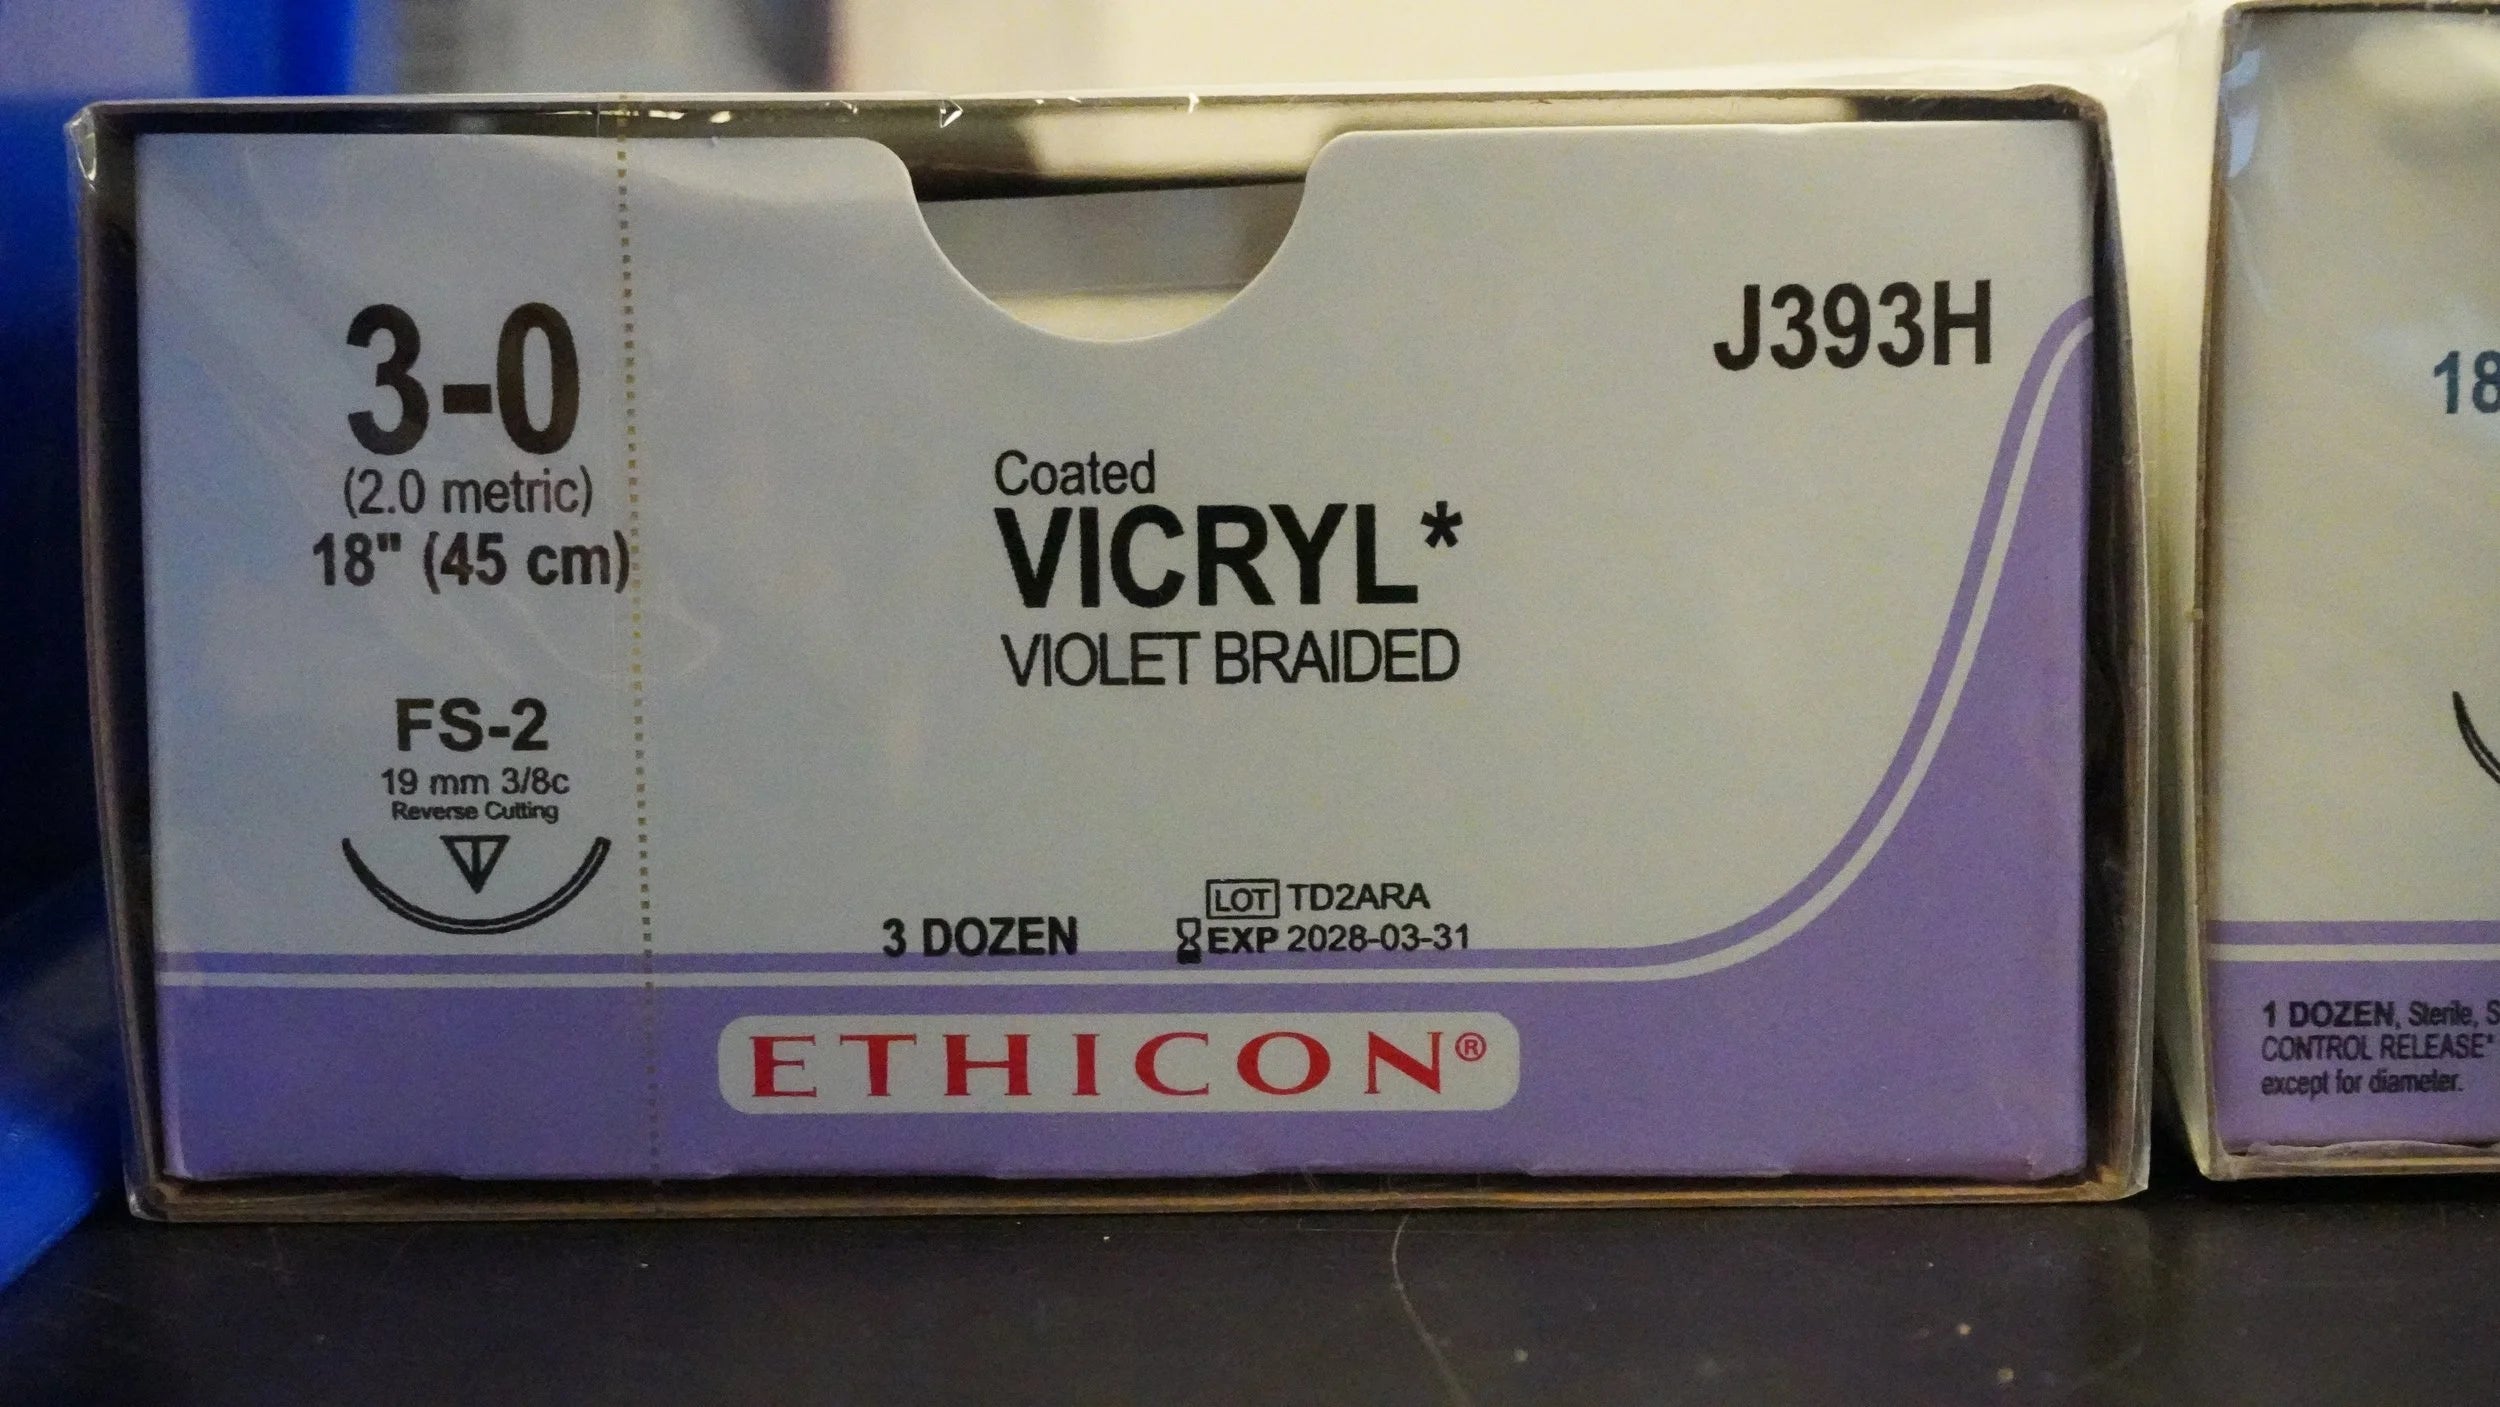 3-0
(2.0 metric)
18" (45 cm)
FS-2
19 mm 3/8c
Reverse Cutting
J393H
Coated
VICRYL*
VIOLET BRAIDED
3 DOZEN
LOT TD2ARA
EXP 2028-03-31
ETHICON®
18
1 DOZEN, Sterile, S
CONTROL RELEASE*
except for diameter.